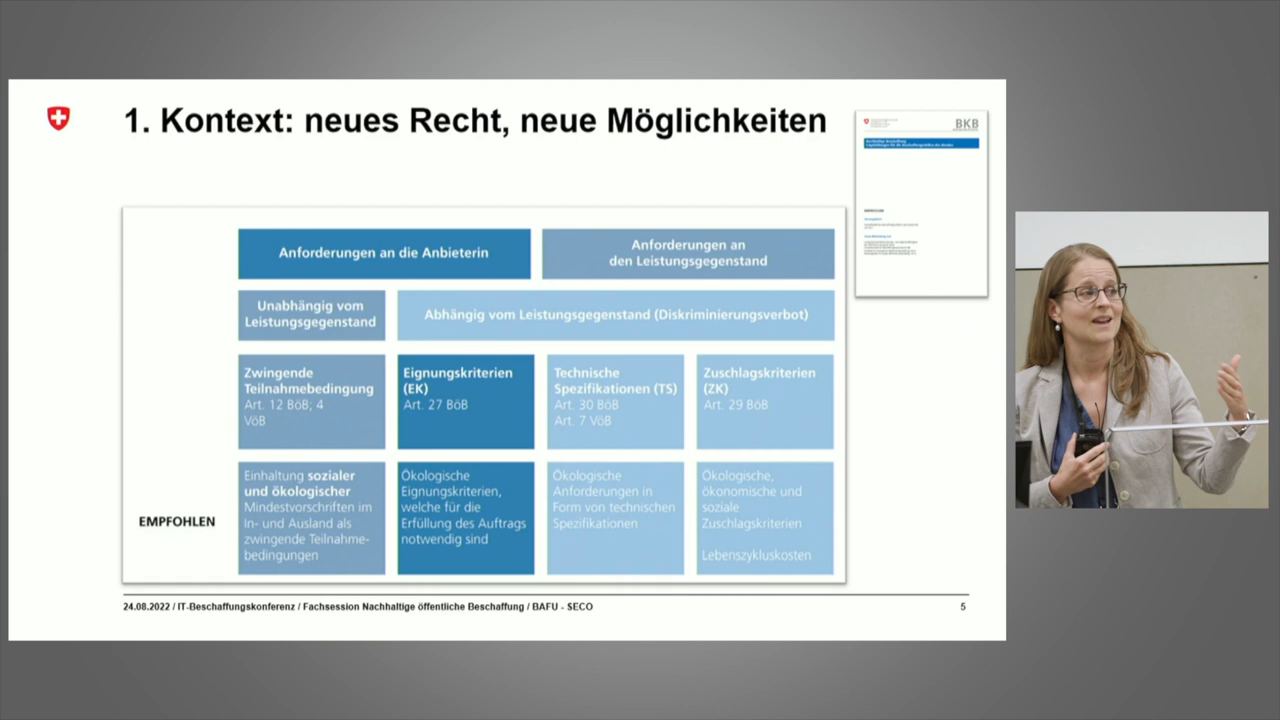 1. Kontext: neues Recht, neue Möglichkeiten
BKB
Anforderungen an die Anbieterin
Anforderungen an
den Leistungsgegenstand
Unabhängig vom
Leistungsgegenstand
Abhängig vom Leistungsgegenstand (Diskriminierungsverbot)
Zwingende
Teilnahmebedingung
Art. 12 BöB; 4
VöB
Eignungskriterien
(EK)
Art. 27 BöB
Technische
Spezifikationen (TS)
Art. 30 BöB
Art. 7 VöB
Zuschlagskriterien
(ZK)
Art. 29 BöB
EMPFOHLEN
Einhaltung sozialer
und ökologischer
Mindestvorschriften im
In- und Ausland als
zwingende Teilnahme-
bedingungen
Ökologische
Eignungskriterien,
welche für die
Erfüllung des Auftrags
notwendig sind
Ökologische
Anforderungen in
Form von technischen
Spezifikationen
Ökologische,
ökonomische und
soziale
Zuschlagskriterien
Lebenszykluskosten
24.08.2022 / IT-Beschaffungskonferenz / Fachsession Nachhaltige öffentliche Beschaffung / BAFU - SECO
5